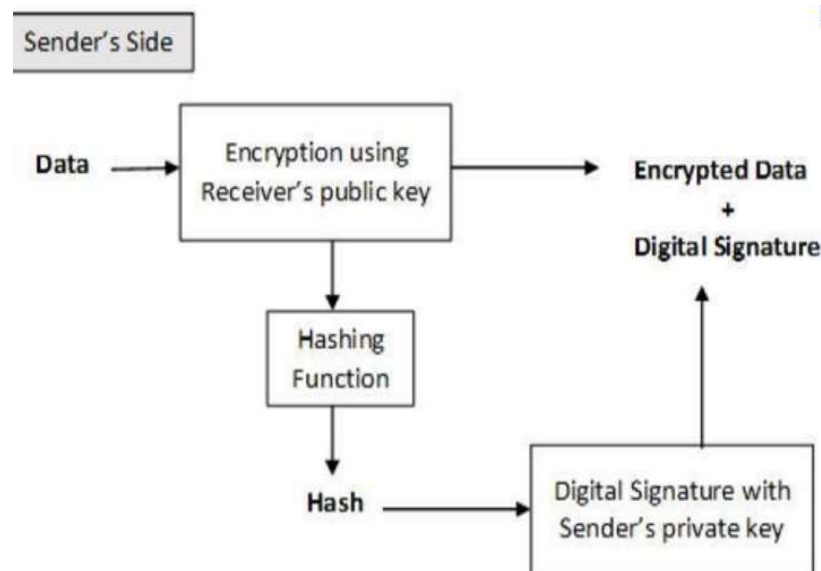 Sender’s Side
Data
Encryption using
Receiver’s public key
Encrypted Data
+
Digital Signature
Hashing
Function
Hash
Digital Signature with
Sender’s private key